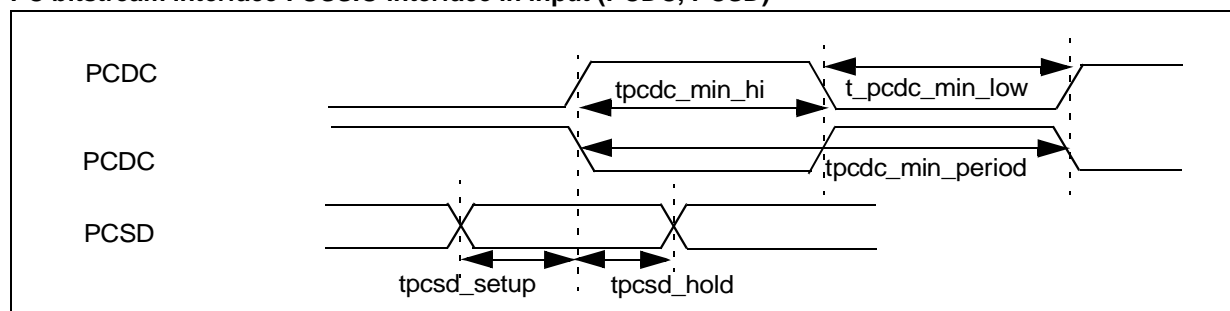 PCDC
tpcdc_min_hi
t_pcdc_min_low
PCDC
tpcdc_min_period
PCSD
tpcsd_setup
tpcsd_hold